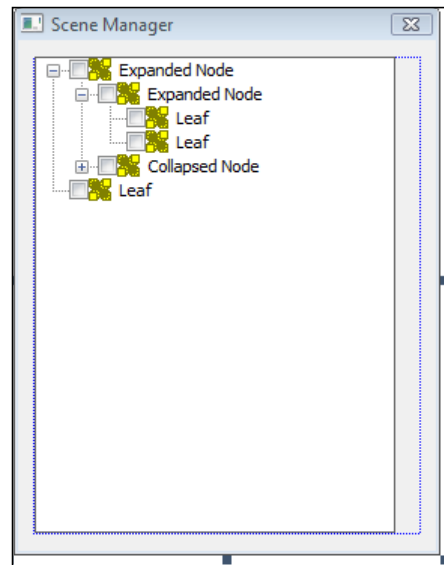 Scene Manager
Expanded Node
Expanded Node
Leaf
Leaf
Collapsed Node
Leaf